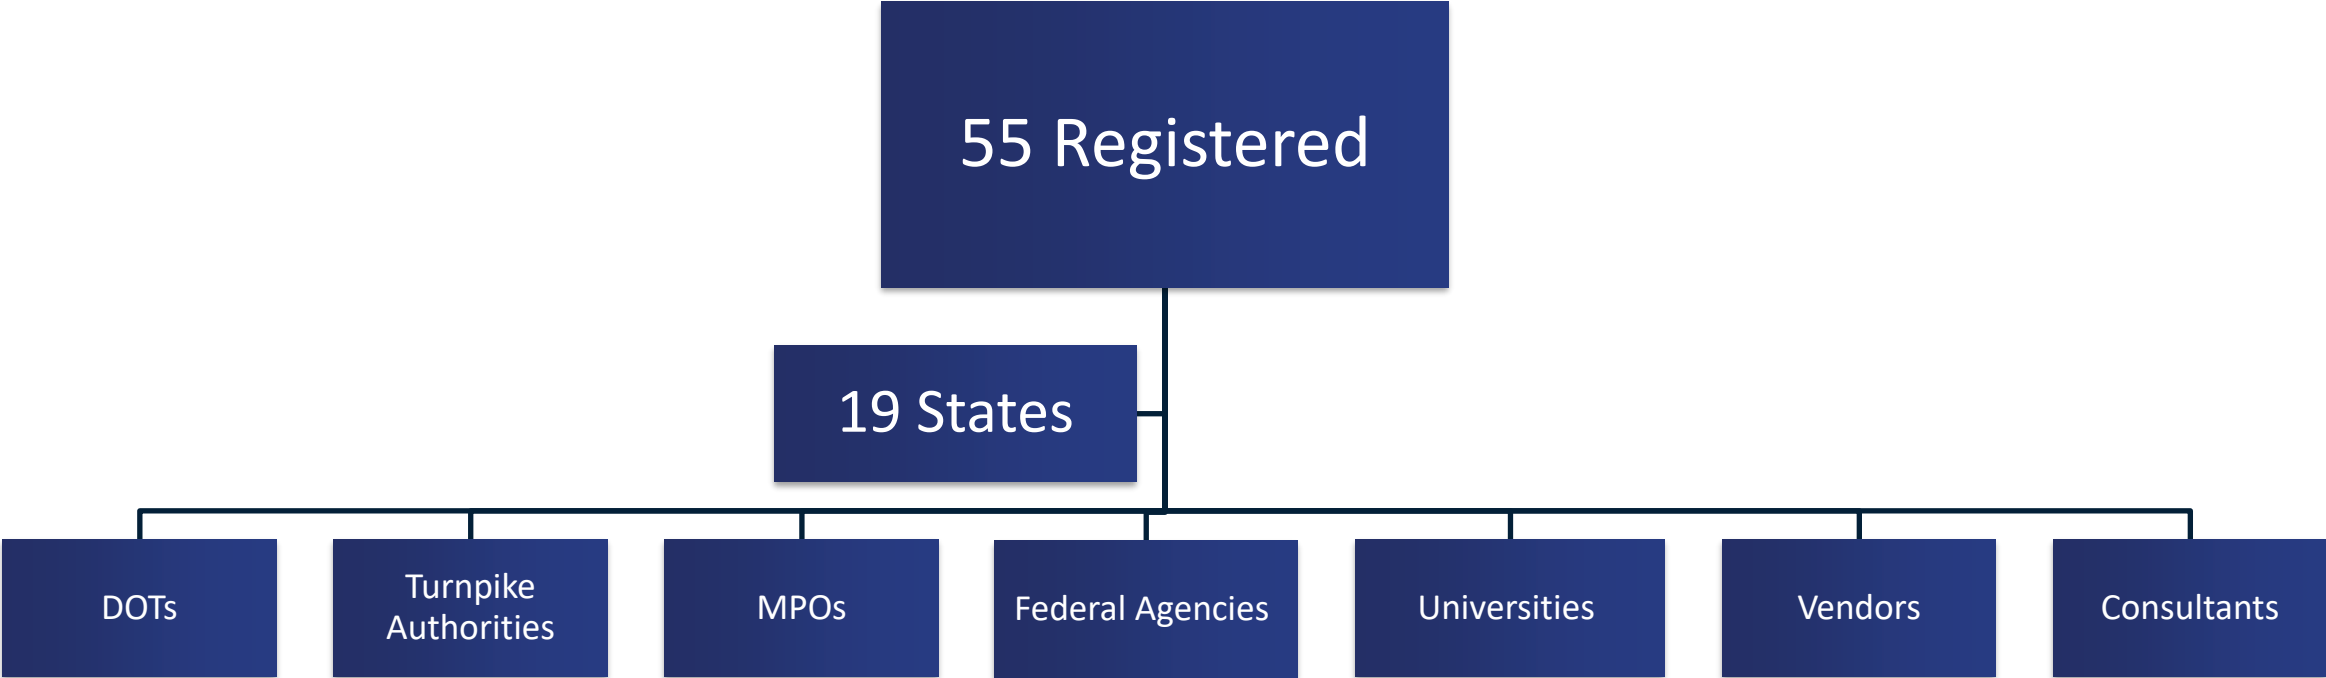 55 Registered
19 States
DOTs
Turnpike
Authorities
MPOs
Federal Agencies
Universities
Vendors
Consultants